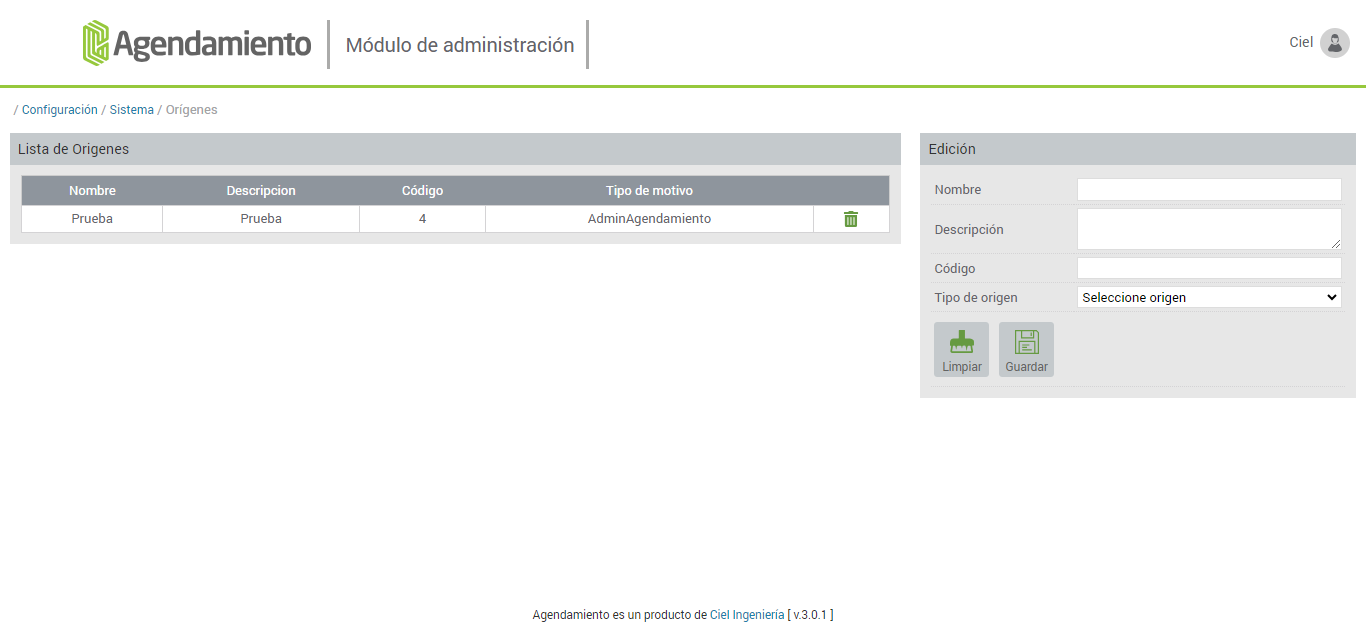 Agendamiento
Módulo de administración
Ciel
/ Configuración / Sistema / Orígenes
Lista de Origenes
Nombre Descripcion Código Tipo de motivo
Prueba Prueba 4 AdminAgendamiento
Edición
Nombre
Descripción
Código
Tipo de origen Seleccione origen
Limpiar Guardar
Agendamiento es un producto de Ciel Ingeniería [ v.3.0.1 ]